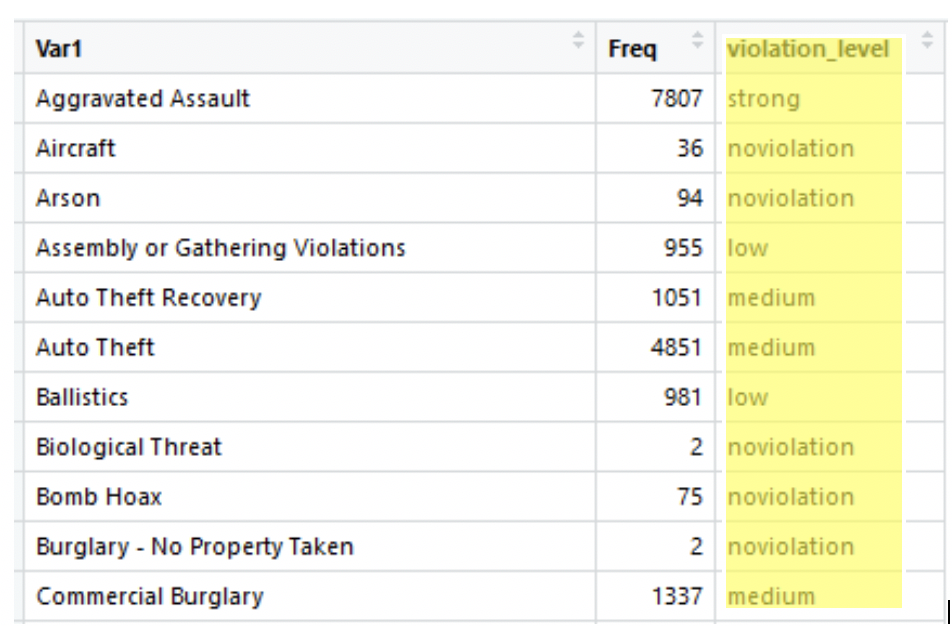 Var1 Freq violation_level
Aggravated Assault 7807 strong
Aircraft 36 noviolation
Arson 94 noviolation
Assembly or Gathering Violations 955 low
Auto Theft Recovery 1051 medium
Auto Theft 4851 medium
Ballistics 981 low
Biological Threat 2 noviolation
Bomb Hoax 75 noviolation
Burglary - No Property Taken 2 noviolation
Commercial Burglary 1337 medium